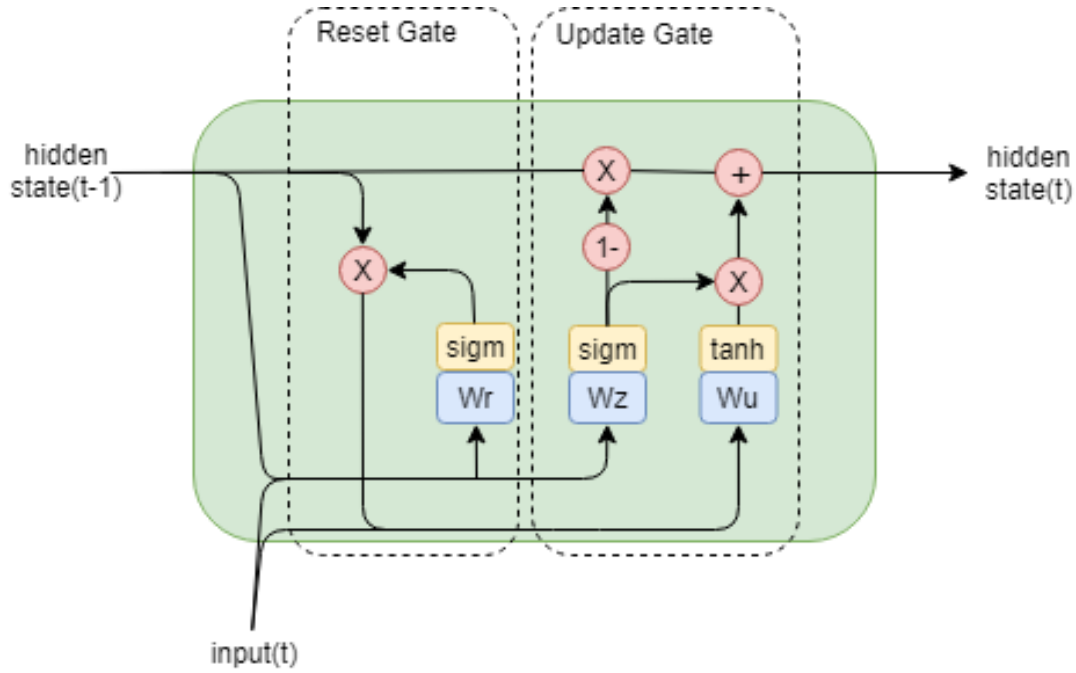 Reset Gate
Update Gate
hidden
state(t-1)
X
+
hidden
state(t)
1-
X
X
sigm
sigm
tanh
Wr
Wz
Wu
input(t)